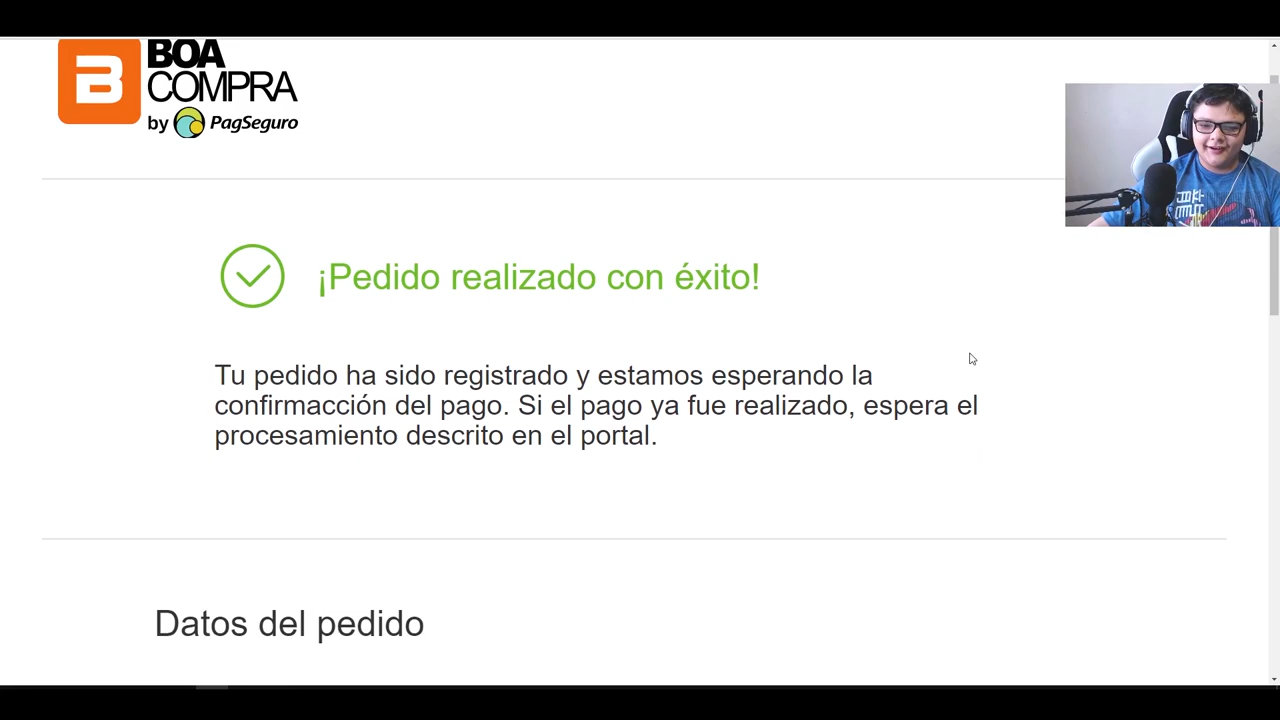 BOA
COMPRA
by PagSeguro
¡Pedido realizado con éxito!
Tu pedido ha sido registrado y estamos esperando la
confirmacción del pago. Si el pago ya fue realizado, espera el
procesamiento descrito en el portal.
Datos del pedido